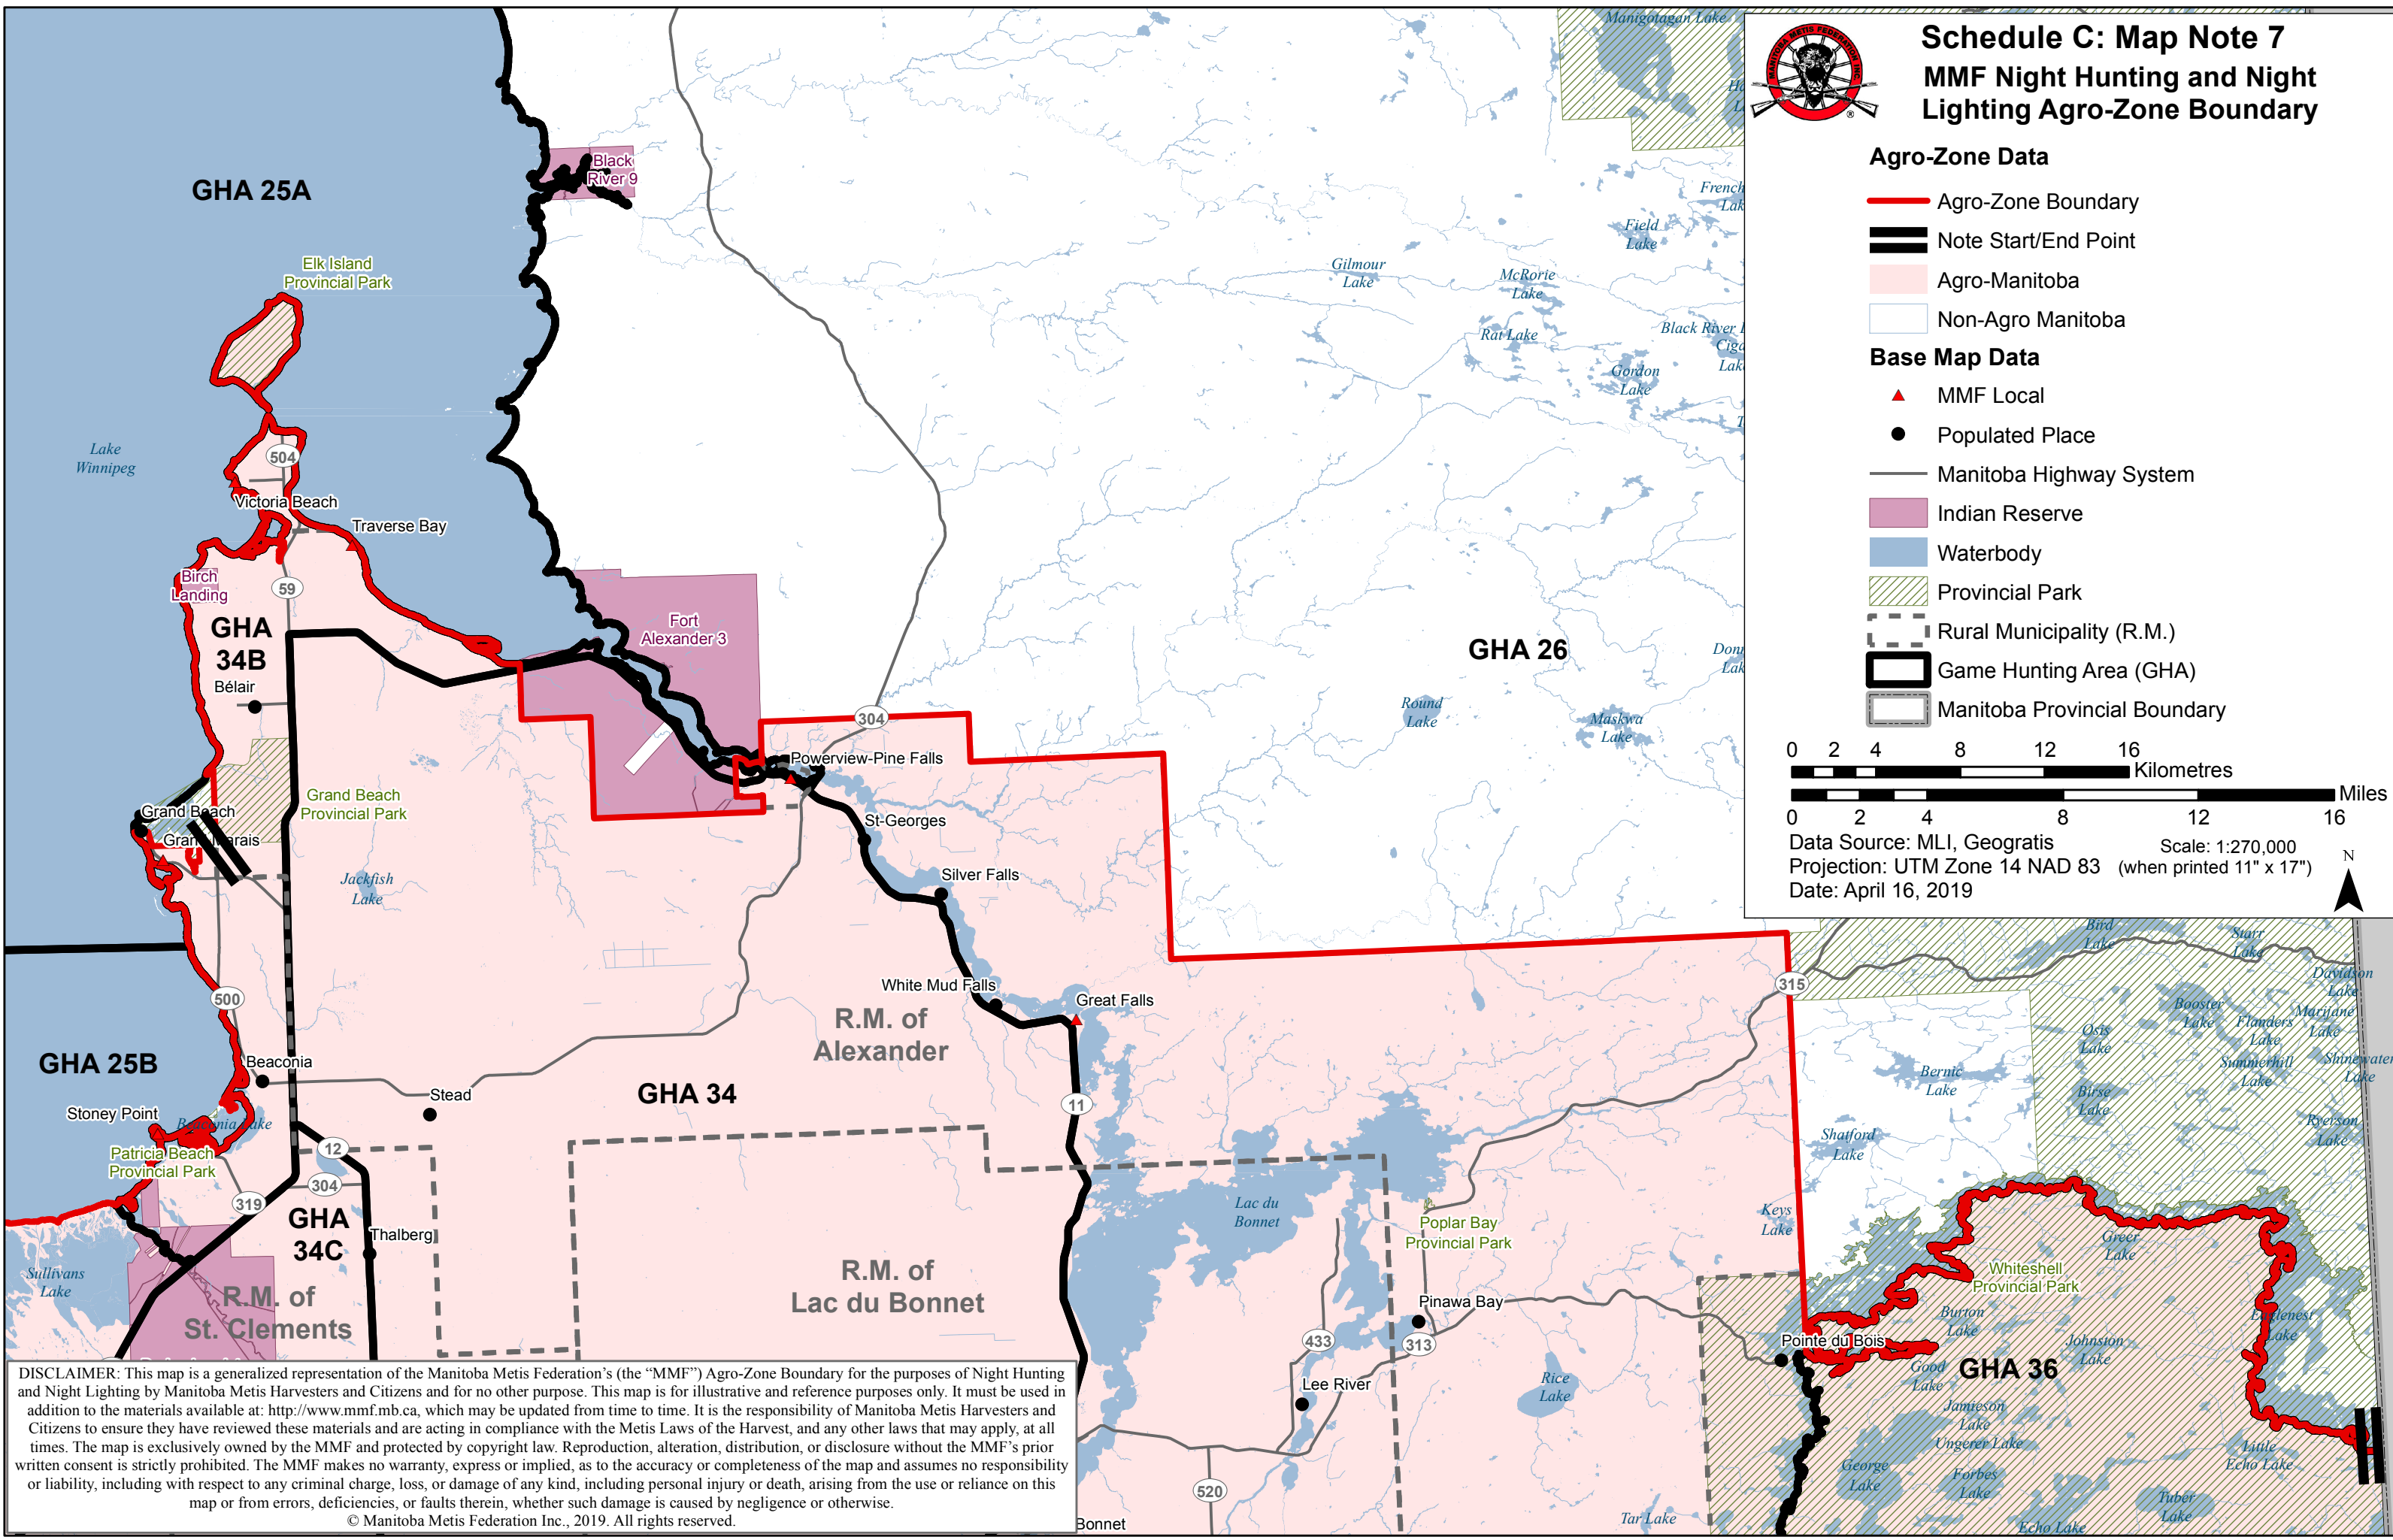 Schedule C: Map Note 7
MMF Night Hunting and Night
Lighting Agro-Zone Boundary
MANITOBA METIS FEDERATION INC.
®
Agro-Zone Data
Agro-Zone Boundary
Note Start/End Point
Agro-Manitoba
Non-Agro Manitoba
Base Map Data
MMF Local
Populated Place
Manitoba Highway System
Indian Reserve
Waterbody
Provincial Park
Rural Municipality (R.M.)
Game Hunting Area (GHA)
Manitoba Provincial Boundary
0 2 4 8 12 16
Kilometres
Miles
0 2 4 8 12 16
Data Source: MLI, Geogratis
Projection: UTM Zone 14 NAD 83
Date: April 16, 2019
Scale: 1:270,000
(when printed 11" x 17")
N
Manigotagan Lake
GHA 25A
Black
River 9
Elk Island
Provincial Park
French
Field
Lake
Gilmour
Lake
McRorie
Lake
Rat Lake
Black River
Gordon
Lake
Lake
Winnipeg
504
Victoria Beach
Traverse Bay
Birch
Landing
59
GHA
34B
Bélair
Fort
Alexander 3
GHA 26
Round
Lake
Maskwa
Lake
304
Powerview-Pine Falls
Grand Beach
Provincial Park
Grand Beach
Grand Marais
St-Georges
Jackfish
Lake
Silver Falls
White Mud Falls
Great Falls
500
315
R.M. of
Alexander
GHA 25B
Beaconia
Stead
GHA 34
11
Stoney Point
Beaconia Lake
Patricia Beach
Provincial Park
12
304
319
GHA
34C
Thalberg
Sullivans
Lake
R.M. of
St. Clements
R.M. of
Lac du Bonnet
Lac du
Bonnet
Poplar Bay
Provincial Park
Keys
Lake
Pinawa Bay
433
313
Lee River
Rice
Lake
520
Tar Lake
Bonnet
Bird
Lake
Starr
Lake
Davidson
Lake
Booster
Lake
Marijane
Lake
Flanders
Lake
Osis
Lake
Summerhill
Lake
Shinewater
Lake
Bernic
Lake
Birse
Lake
Ryerson
Lake
Shatford
Lake
Greer
Lake
Whiteshell
Provincial Park
Burton
Lake
Eaglenest
Lake
Johnston
Lake
Pointe du Bois
Good
Lake
GHA 36
Jamieson
Lake
Ungerer Lake
George
Lake
Forbes
Lake
Little
Echo Lake
Tuber
Lake
Echo Lake
DISCLAIMER: This map is a generalized representation of the Manitoba Metis Federation's (the “MMF”) Agro-Zone Boundary for the purposes of Night Hunting
and Night Lighting by Manitoba Metis Harvesters and Citizens and for no other purpose. This map is for illustrative and reference purposes only. It must be used in
addition to the materials available at: http://www.mmf.mb.ca, which may be updated from time to time. It is the responsibility of Manitoba Metis Harvesters and
Citizens to ensure they have reviewed these materials and are acting in compliance with the Metis Laws of the Harvest, and any other laws that may apply, at all
times. The map is exclusively owned by the MMF and protected by copyright law. Reproduction, alteration, distribution, or disclosure without the MMF's prior
written consent is strictly prohibited. The MMF makes no warranty, express or implied, as to the accuracy or completeness of the map and assumes no responsibility
or liability, including with respect to any criminal charge, loss, or damage of any kind, including personal injury or death, arising from the use or reliance on this
map or from errors, deficiencies, or faults therein, whether such damage is caused by negligence or otherwise.
© Manitoba Metis Federation Inc., 2019. All rights reserved.